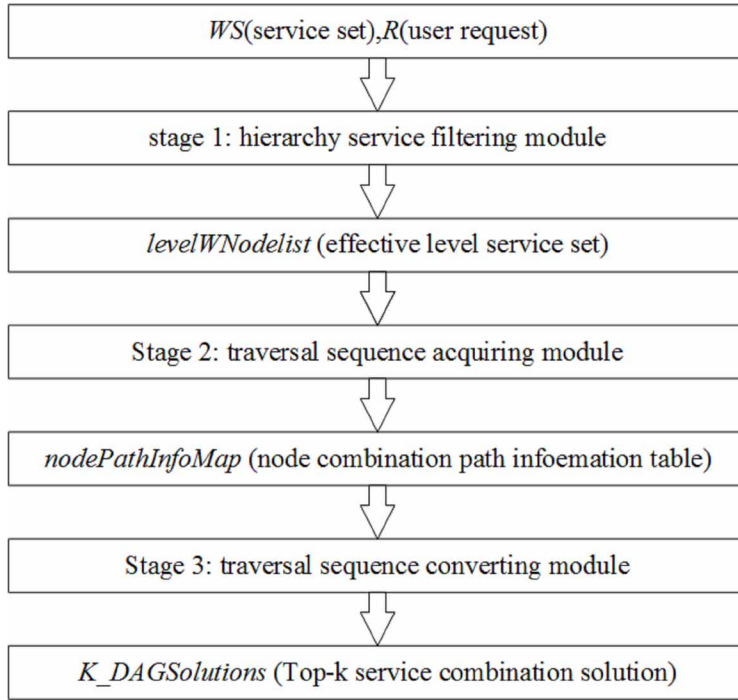 WS(service set),R(user request)
stage 1: hierarchy service filtering module
levelWNodelist (effective level service set)
Stage 2: traversal sequence acquiring module
nodePathInfoMap (node combination path infoemation table)
Stage 3: traversal sequence converting module
K_DAGSolutions (Top-k service combination solution)